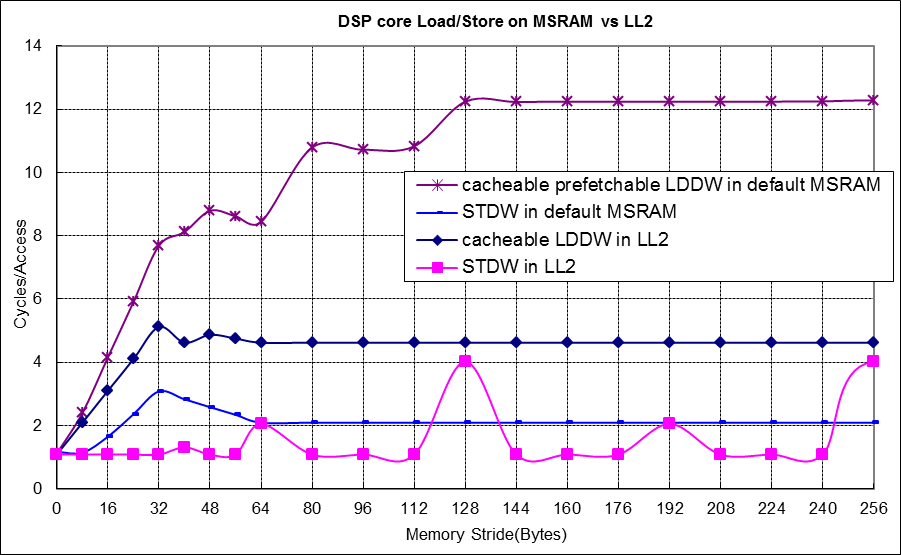 DSP core Load/Store on MSRAM vs LL2
14
12
10
8
6
4
2
0
Cycles/Access
cacheable prefetchable LDDW in default MSRAM
STDW in default MSRAM
cacheable LDDW in LL2
STDW in LL2
0 16 32 48 64 80 96 112 128 144 160 176 192 208 224 240 256
Memory Stride(Bytes)